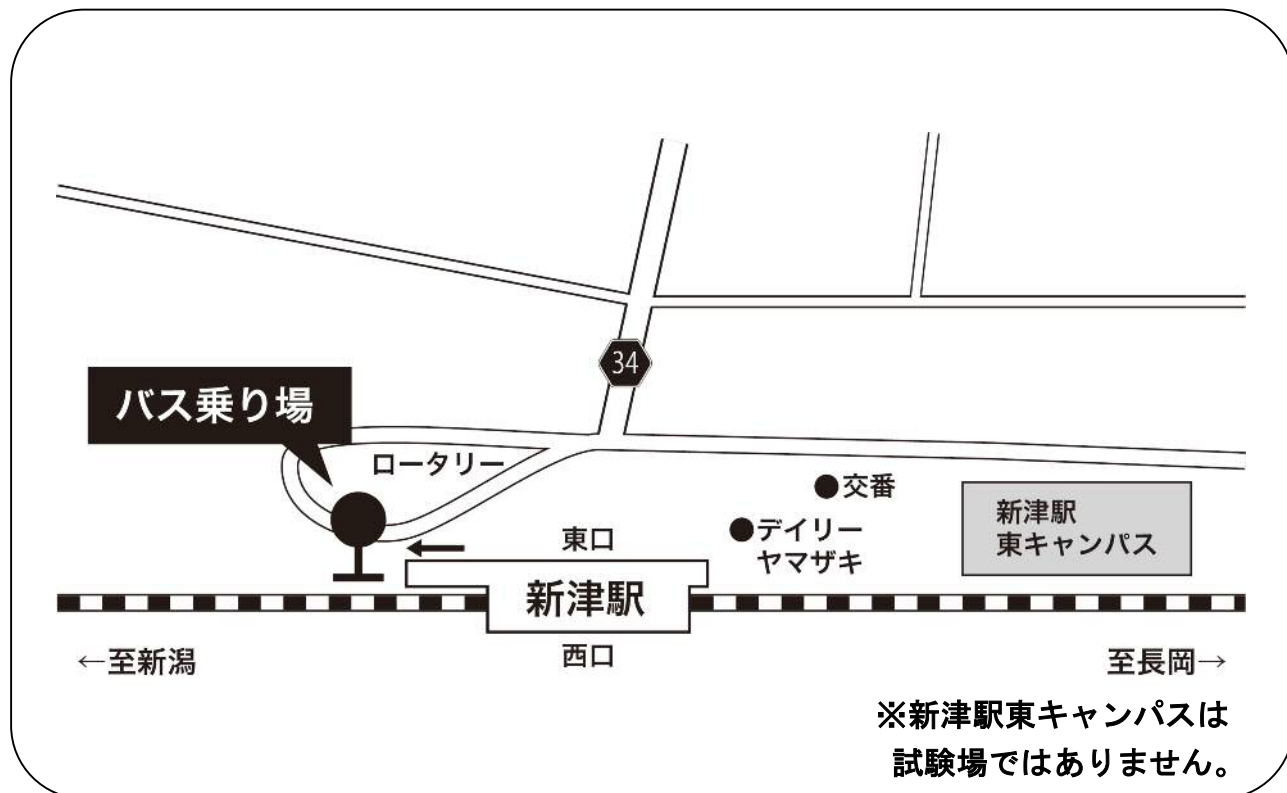 34
バス乗り場
ロータリー
交番
デイリー
ヤマザキ
新津駅
東キャンパス
東口
新津駅
西口
←至新潟
至長岡→
※新津駅東キャンパスは
試験場ではありません。